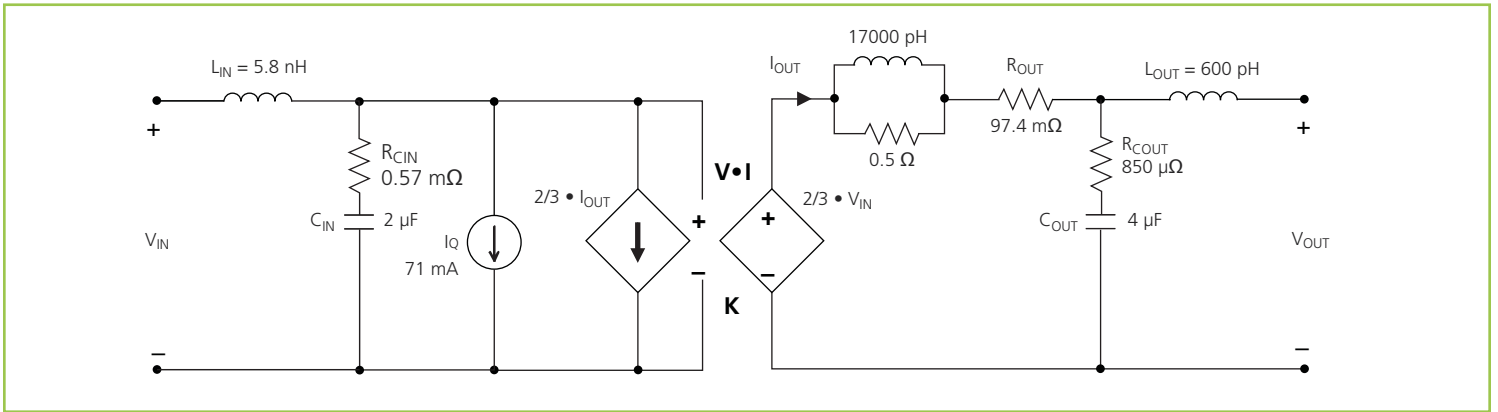 17000 pH
L_IN = 5.8 nH
I_OUT
R_OUT
L_OUT = 600 pH
+
+
97.4 mΩ
R_CIN
0.57 mΩ
0.5 Ω
R_COUT
850 µΩ
V•I
2/3 • I_OUT
2/3 • V_IN
C_IN
2 µF
+
+
C_OUT
4 µF
V_IN
I_Q
71 mA
V_OUT
–
–
K
–
–